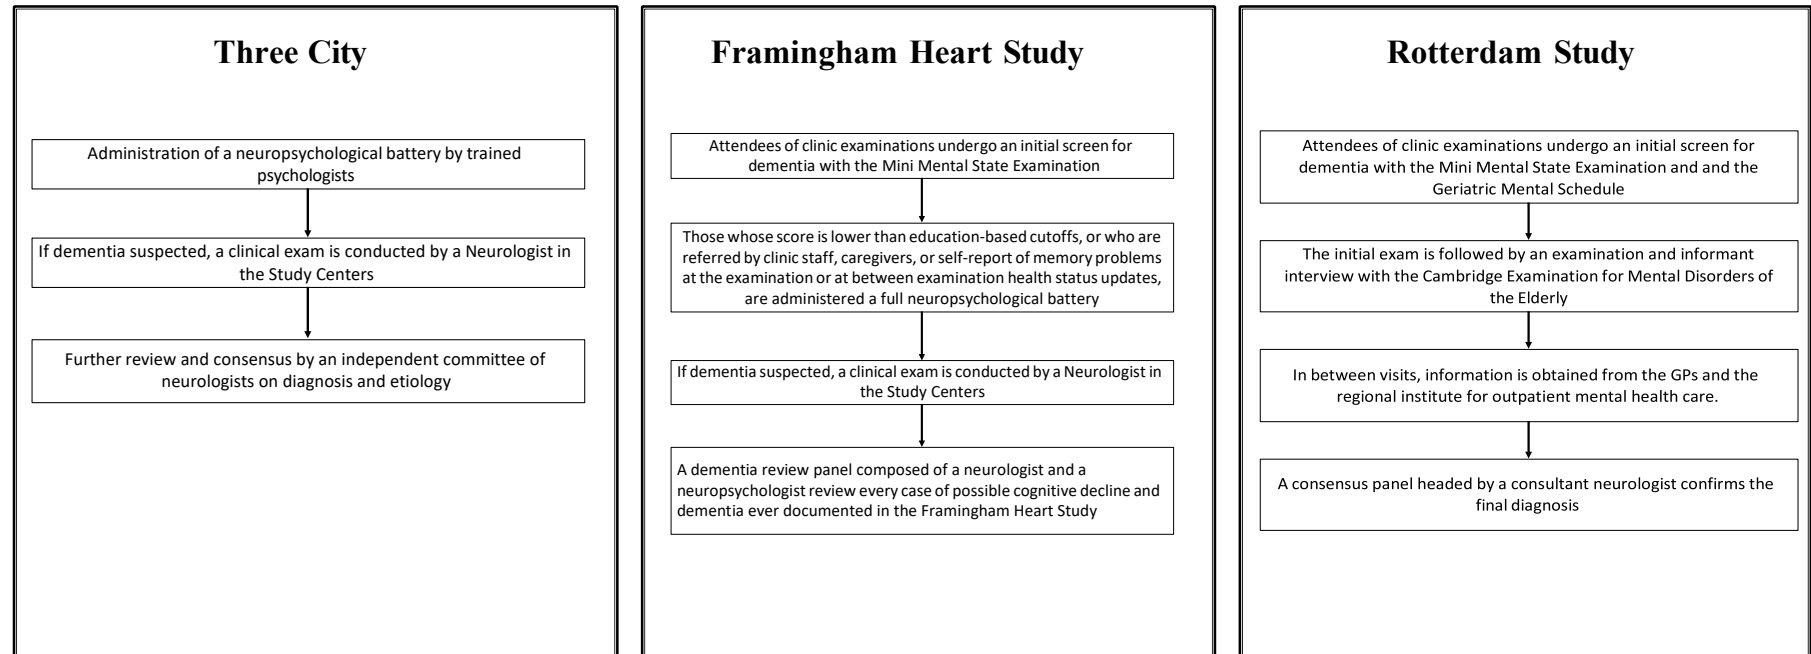 Three City
Administration of a neuropsychological battery by trained
psychologists
If dementia suspected, a clinical exam is conducted by a Neurologist in
the Study Centers
Further review and consensus by an independent committee of
neurologists on diagnosis and etiology
Framingham Heart Study
Attendees of clinic examinations undergo an initial screen for
dementia with the Mini Mental State Examination
Those whose score is lower than education-based cutoffs, or who are
referred by clinic staff, caregivers, or self-report of memory problems
at the examination or at between examination health status updates,
are administered a full neuropsychological battery
If dementia suspected, a clinical exam is conducted by a Neurologist in
the Study Centers
A dementia review panel composed of a neurologist and a
neuropsychologist review every case of possible cognitive decline and
dementia ever documented in the Framingham Heart Study
Rotterdam Study
Attendees of clinic examinations undergo an initial screen for
dementia with the Mini Mental State Examination and and the
Geriatric Mental Schedule
The initial exam is followed by an examination and informant
interview with the Cambridge Examination for Mental Disorders of
the Elderly
In between visits, information is obtained from the GPs and the
regional institute for outpatient mental health care.
A consensus panel headed by a consultant neurologist confirms the
final diagnosis